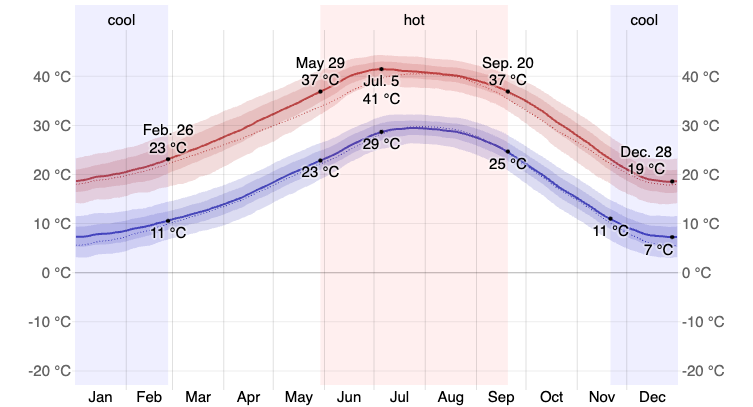 cool
hot
cool
May 29
37 °C
Sep. 20
37 °C
40 °C
40 °C
Jul. 5
41 °C
Feb. 26
23 °C
30 °C
30 °C
29 °C
Dec. 28
19 °C
23 °C
25 °C
20 °C
20 °C
10 °C
10 °C
11 °C
11 °C
7 °C
0 °C
0 °C
-10 °C
-10 °C
-20 °C
-20 °C
Jan
Feb
Mar
Apr
May
Jun
Jul
Aug
Sep
Oct
Nov
Dec